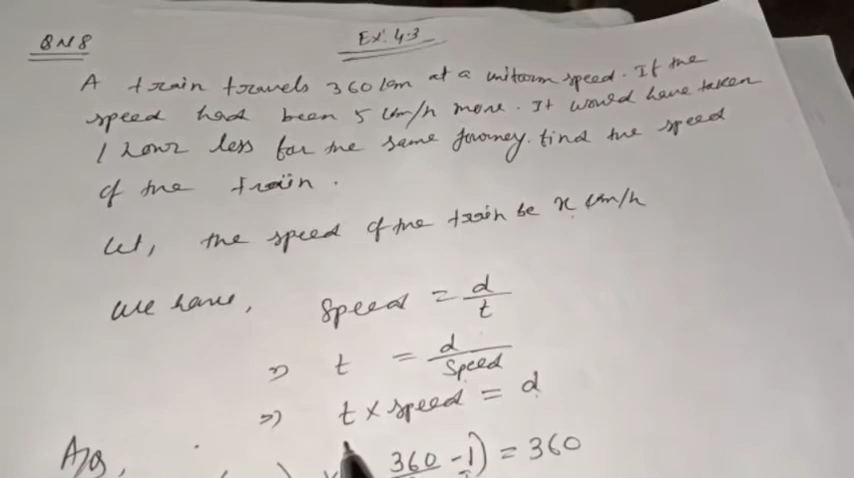 QN8 Ex: 4.3
A train travels 360 km at a uniform speed. If the
speed had been 5 km/h more. It would have taken
1 hour less for the same journey. find the speed
of the train.
Let, the speed of the train be x km/h
We have, Speed = d/t
⇒ t = d/Speed
⇒ t × speed = d
A/Q,
360 - 1) = 360